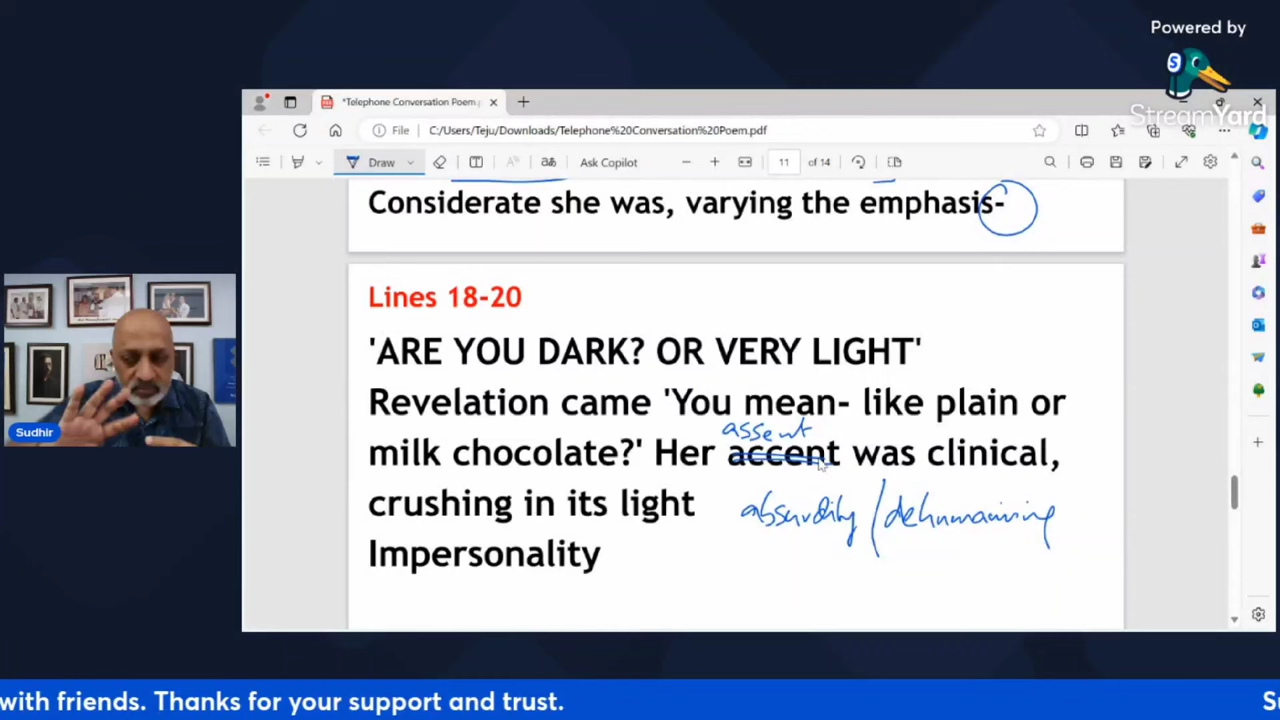 Powered by
StreamYard
*Telephone Conversation Poem.p
File
C:/Users/Teju/Downloads/Telephone%20Conversation%20Poem.pdf
Draw
Ask Copilot
11
of 14
Considerate she was, varying the emphasis-
Lines 18-20
'ARE YOU DARK? OR VERY LIGHT'
Revelation came 'You mean- like plain or
assent
milk chocolate?' Her accent was clinical,
crushing in its light
absurdity / dehumanising
Impersonality
Sudhir
with friends. Thanks for your support and trust.